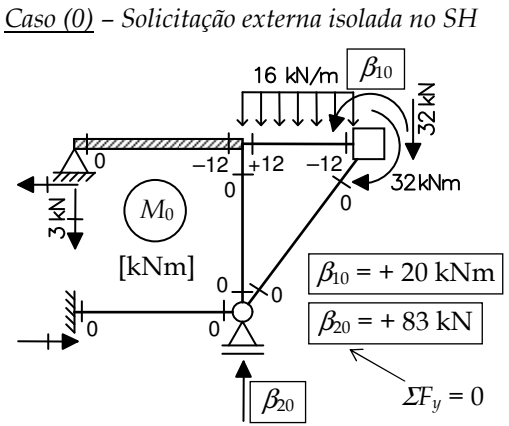 Caso (0) – Solicitação externa isolada no SH
16 kN/m
β10
32 kN
0
−12
+12
−12
32kNm
0
0
3 kN
M0
[kNm]
β10 = + 20 kNm
0
0
β20 = + 83 kN
0
0
β20
ΣFy = 0